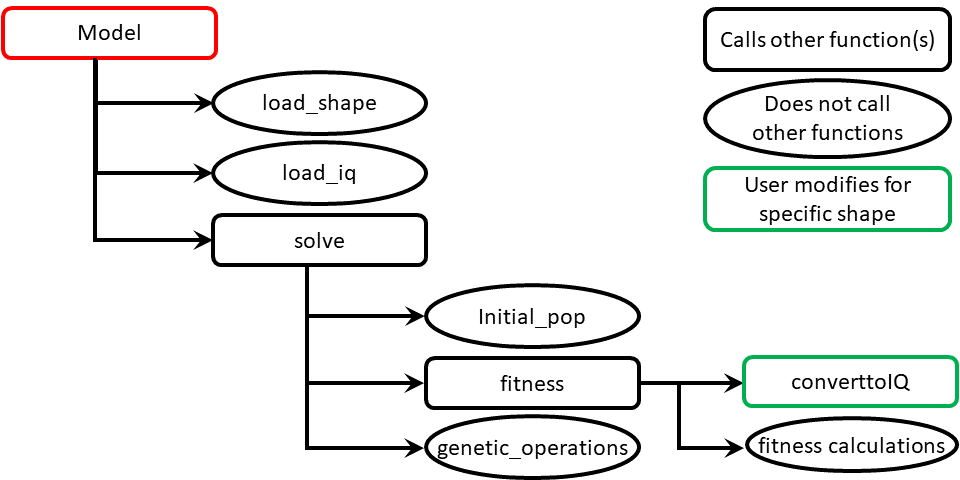 Model
Calls other function(s)
load_shape
Does not call
other functions
load_iq
User modifies for
specific shape
solve
Initial_pop
fitness
converttoIQ
genetic_operations
fitness calculations